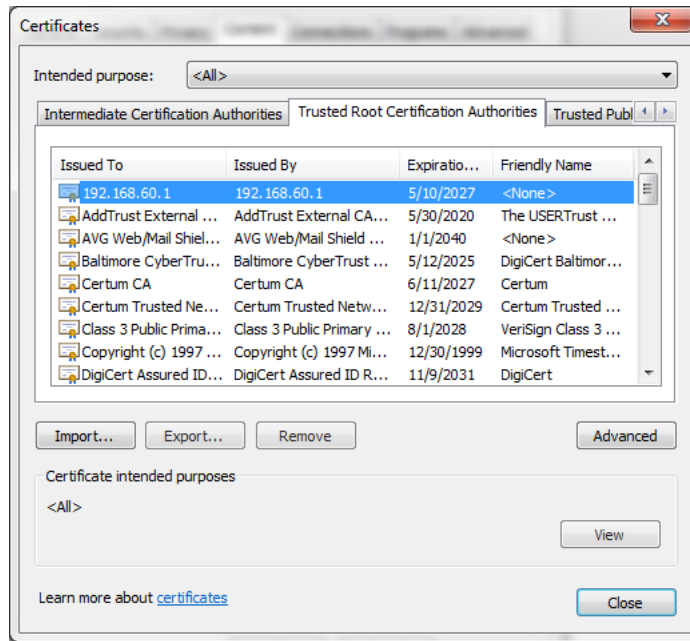 Certificates
Privacy Content Connections Programs Advanced
Intended purpose: <All>
Intermediate Certification Authorities Trusted Root Certification Authorities Trusted Publ
Issued To Issued By Expiratio... Friendly Name
192.168.60.1 192.168.60.1 5/10/2027 <None>
AddTrust External ... AddTrust External CA... 5/30/2020 The USERTrust ...
AVG Web/Mail Shiel... AVG Web/Mail Shield ... 1/1/2040 <None>
Baltimore CyberTru... Baltimore CyberTrust ... 5/12/2025 DigiCert Baltimor...
Certum CA Certum CA 6/11/2027 Certum
Certum Trusted Ne... Certum Trusted Netw... 12/31/2029 Certum Trusted ...
Class 3 Public Prima... Class 3 Public Primary ... 8/1/2028 VeriSign Class 3 ...
Copyright (c) 1997 ... Copyright (c) 1997 Mi... 12/30/1999 Microsoft Timest...
DigiCert Assured ID... DigiCert Assured ID R... 11/9/2031 DigiCert
Import... Export... Remove Advanced
Certificate intended purposes
<All>
View
Learn more about certificates
Close